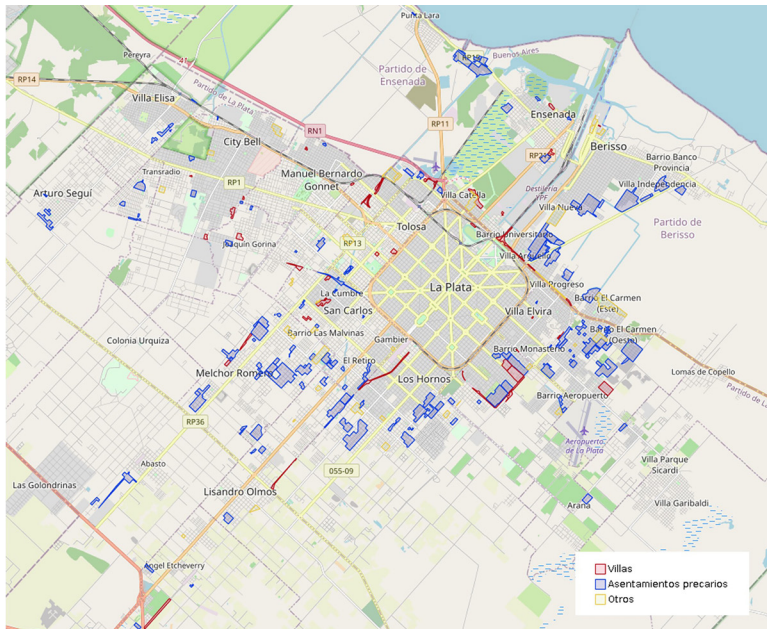 Punta Lara
Pereyra
RP14
Partido de
Ensenada
Buenos Aires
Partido de La Plata
Villa Elisa
RN1
RP11
Ensenada
City Bell
Berisso
Transradio
Manuel Bernardo
Gonnet
Barrio Banco
Provincia
RP1
Villa Catella
Destilería
YPF
Villa Independencia
Arturo Seguí
Villa Nueva
Partido de
Berisso
Joaquín Gorina
RP13
Tolosa
Barrio Universitario
Villa Argüello
La Plata
Villa Progreso
La Cumbre
San Carlos
Villa Elvira
Barrio El Carmen
(Este)
Barrio Las Malvinas
Gambier
Barrio El Carmen
(Oeste)
Colonia Urquiza
Barrio Monasterio
El Retiro
Melchor Romero
Los Hornos
Lomas de Copello
Barrio Aeropuerto
RP36
Aeropuerto
de La Plata
Abasto
055-09
Villa Parque
Sicardi
Las Golondrinas
Lisandro Olmos
Arana
Villa Garibaldi
Angel Etcheverry
Villas
Asentamientos precarios
Otros